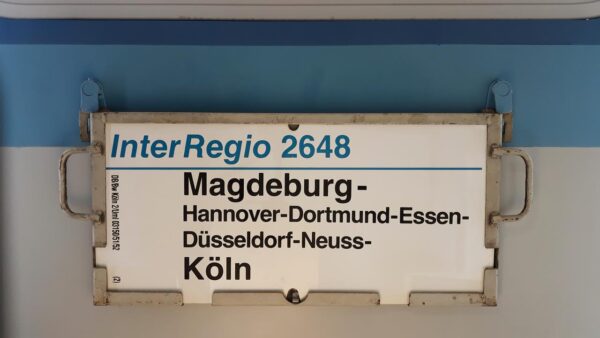 InterRegio 2648
Magdeburg-
Hannover-Dortmund-Essen-
Düsseldorf-Neuss-
Köln